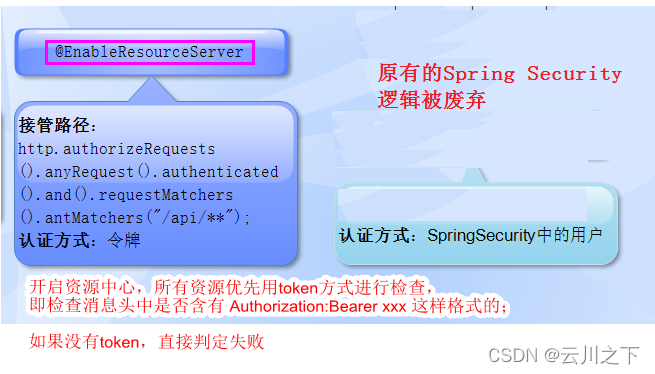 @EnableResourceServer
原有的Spring Security
逻辑被废弃
接管路径：
http.authorizeRequests
().anyRequest().authenticated
().and().requestMatchers
().antMatchers("/api/**");
认证方式：令牌
认证方式：SpringSecurity中的用户
开启资源中心，所有资源优先用token方式进行检查，
即检查消息头中是否含有 Authorization:Bearer xxx 这样格式的；
如果没有token，直接判定失败
CSDN @云川之下